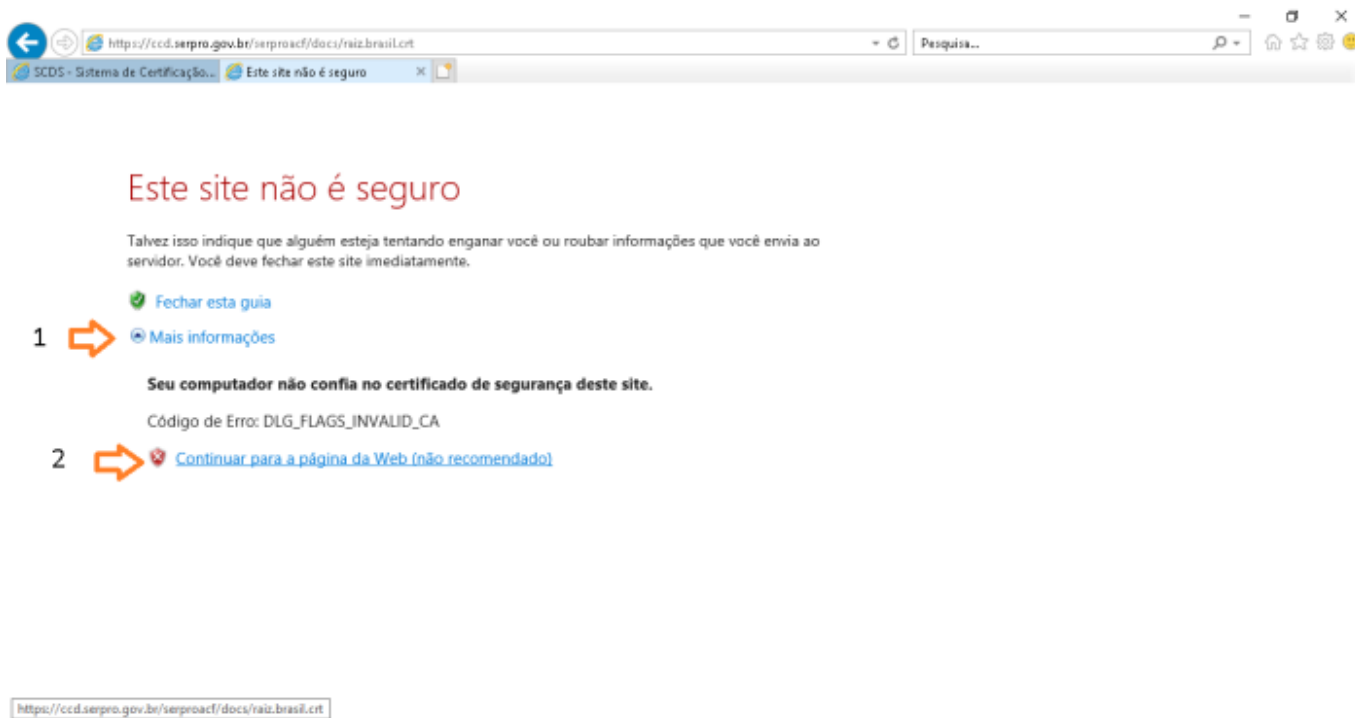 https://ccd.serpro.gov.br/serproacf/docs/raiz.brasil.crt
Pesquisa...
SCDS - Sistema de Certificação...
Este site não é seguro
Este site não é seguro
Talvez isso indique que alguém esteja tentando enganar você ou roubar informações que você envia ao
servidor. Você deve fechar este site imediatamente.
Fechar esta guia
1
Mais informações
Seu computador não confia no certificado de segurança deste site.
Código de Erro: DLG_FLAGS_INVALID_CA
2
Continuar para a página da Web (não recomendado)
https://ccd.serpro.gov.br/serproacf/docs/raiz.brasil.crt